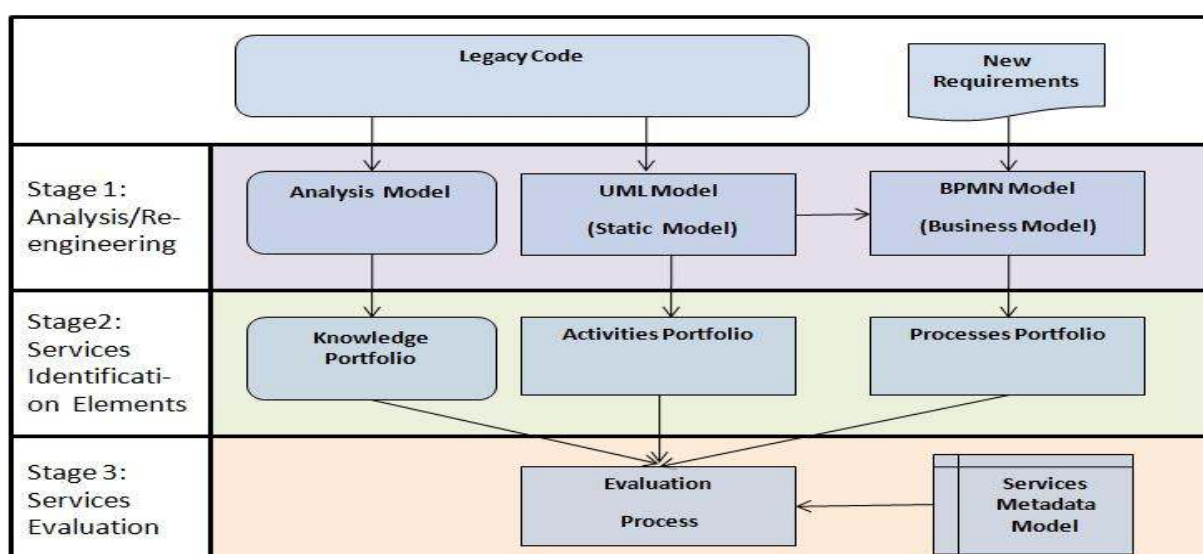 Legacy Code
New
Requirements
Stage 1:
Analysis/Re-
engineering
Analysis Model
UML Model
(Static Model)
BPMN Model
(Business Model)
Stage2:
Services
Identificati-
on Elements
Knowledge
Portfolio
Activities Portfolio
Processes Portfolio
Stage 3:
Services
Evaluation
Evaluation
Process
Services
Metadata
Model